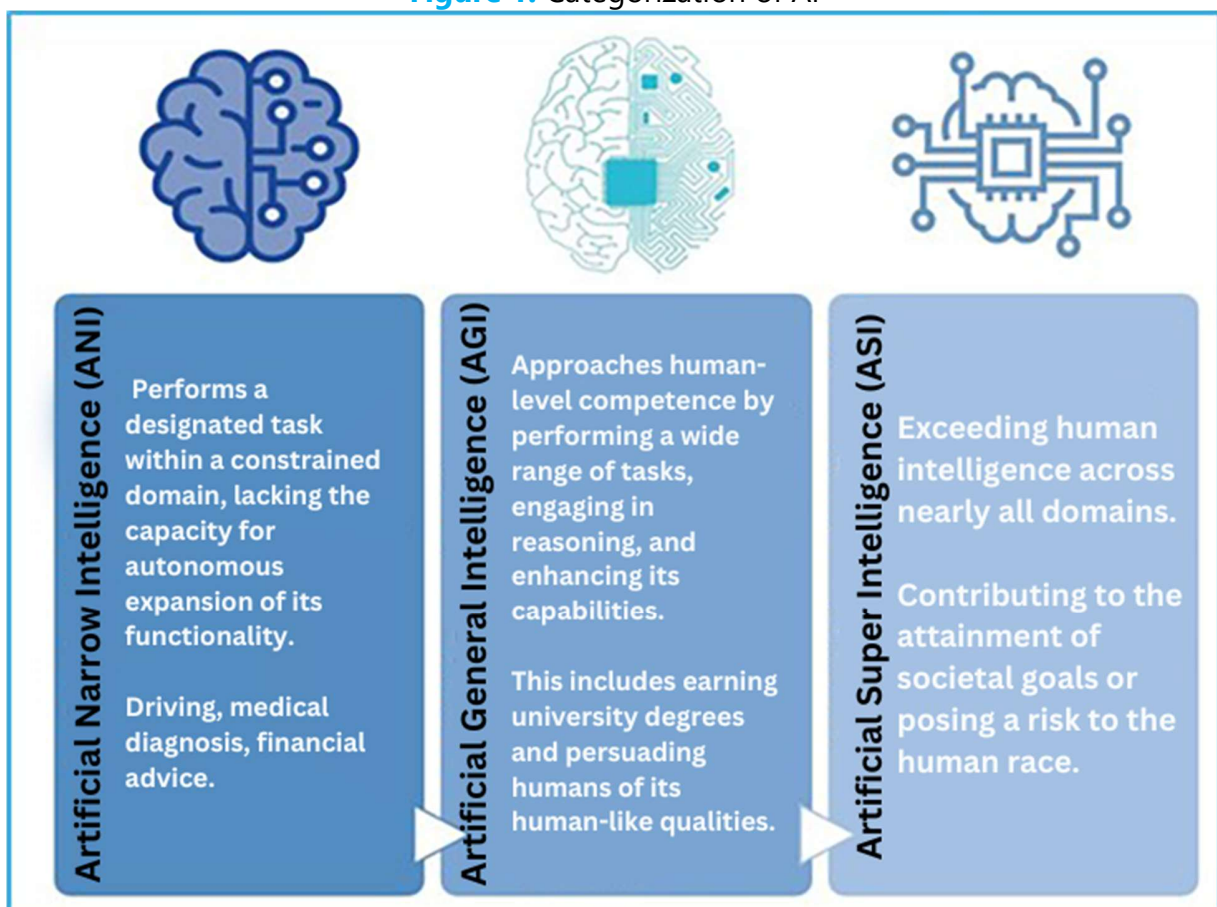 Figure 1. Categorization of AI
Artificial Narrow Intelligence (ANI)
Performs a
designated task
within a constrained
domain, lacking the
capacity for
autonomous
expansion of its
functionality.
Driving, medical
diagnosis, financial
advice.
Artificial General Intelligence (AGI)
Approaches human-
level competence by
performing a wide
range of tasks,
engaging in
reasoning, and
enhancing its
capabilities.
This includes earning
university degrees
and persuading
humans of its
human-like qualities.
Artificial Super Intelligence (ASI)
Exceeding human
intelligence across
nearly all domains.
Contributing to the
attainment of
societal goals or
posing a risk to the
human race.